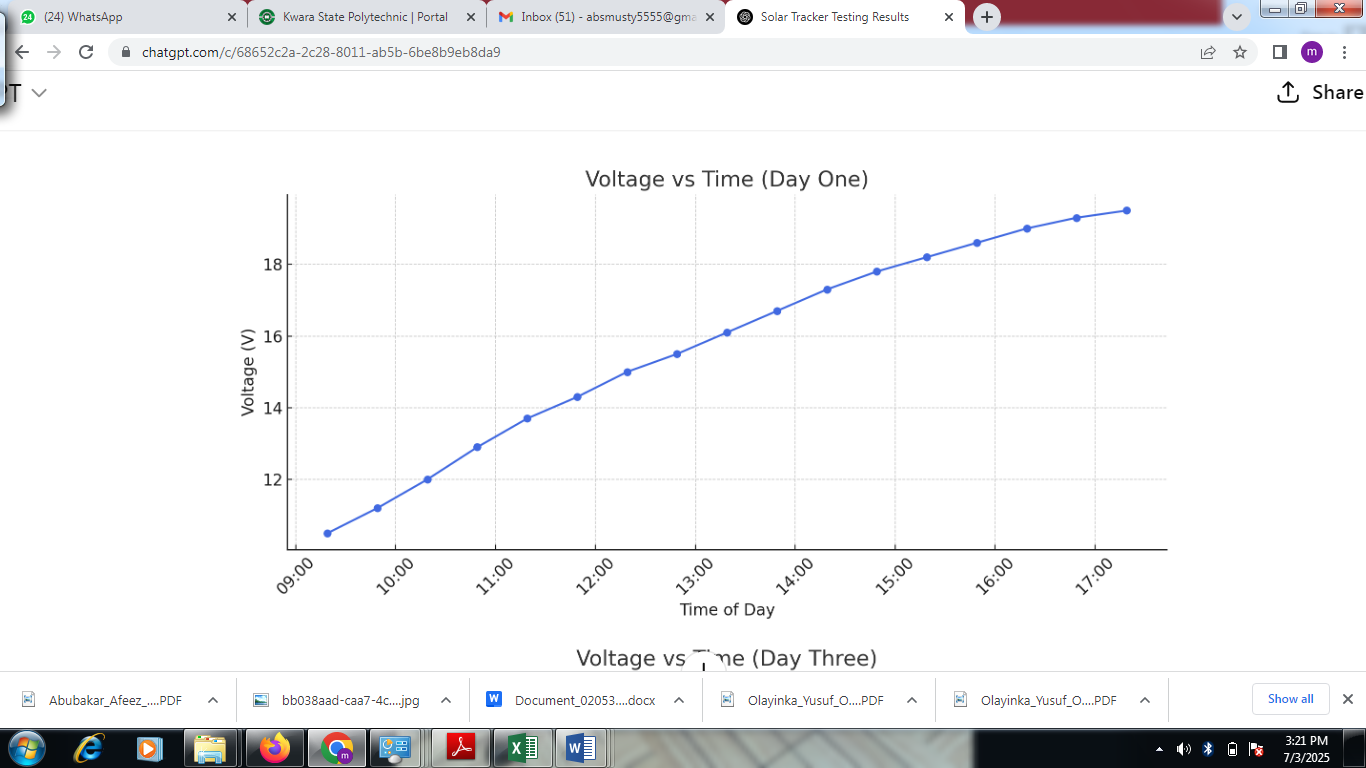 (24) WhatsApp
Kwara State Polytechnic | Portal
Inbox (51) - absmusty5555@gma
Solar Tracker Testing Results
chatgpt.com/c/68652c2a-2c28-8011-ab5b-6be8b9eb8da9
m
T
Share
Voltage vs Time (Day One)
Voltage (V)
18
16
14
12
09:00 10:00 11:00 12:00 13:00 14:00 15:00 16:00 17:00
Time of Day
Voltage vs Time (Day Three)
Abubakar_Afeez_....PDF
bb038aad-caa7-4c....jpg
Document_02053....docx
Olayinka_Yusuf_O....PDF
Olayinka_Yusuf_O....PDF
Show all
3:21 PM
7/3/2025